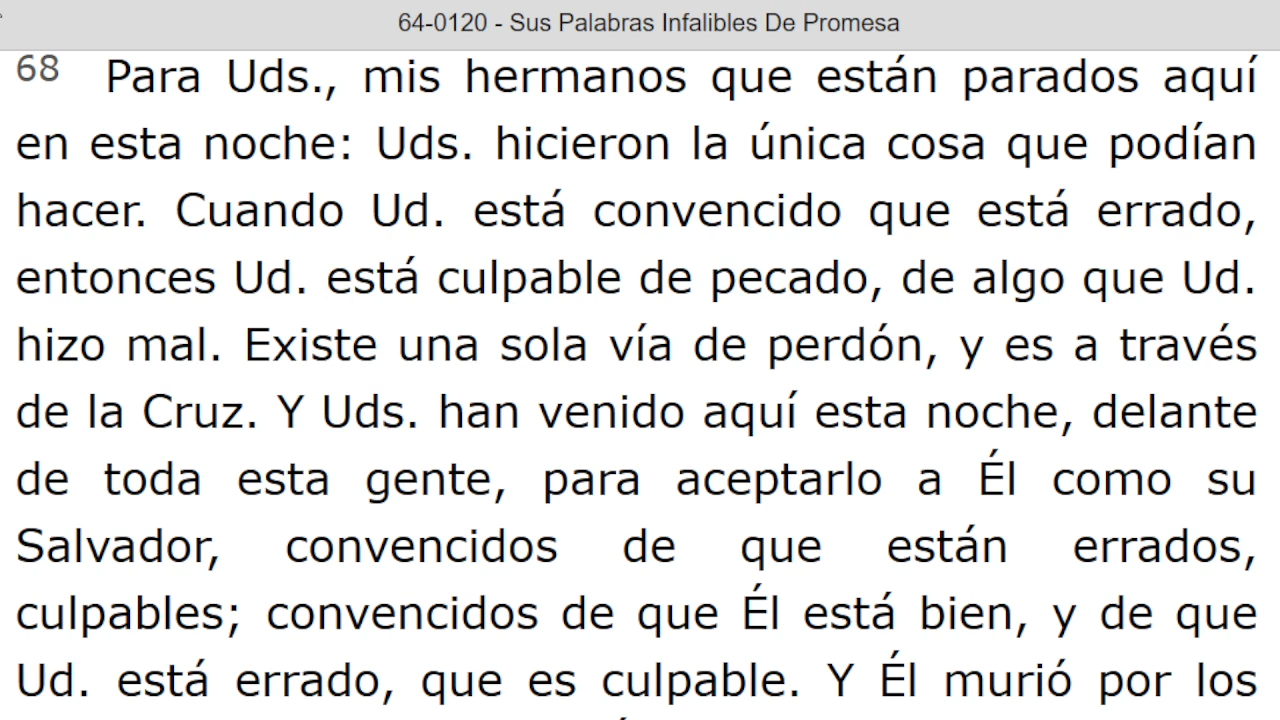 64-0120 - Sus Palabras Infalibles De Promesa
68 Para Uds., mis hermanos que están parados aquí
en esta noche: Uds. hicieron la única cosa que podían
hacer. Cuando Ud. está convencido que está errado,
entonces Ud. está culpable de pecado, de algo que Ud.
hizo mal. Existe una sola vía de perdón, y es a través
de la Cruz. Y Uds. han venido aquí esta noche, delante
de toda esta gente, para aceptarlo a Él como su
Salvador, convencidos de que están errados,
culpables; convencidos de que Él está bien, y de que
Ud. está errado, que es culpable. Y Él murió por los